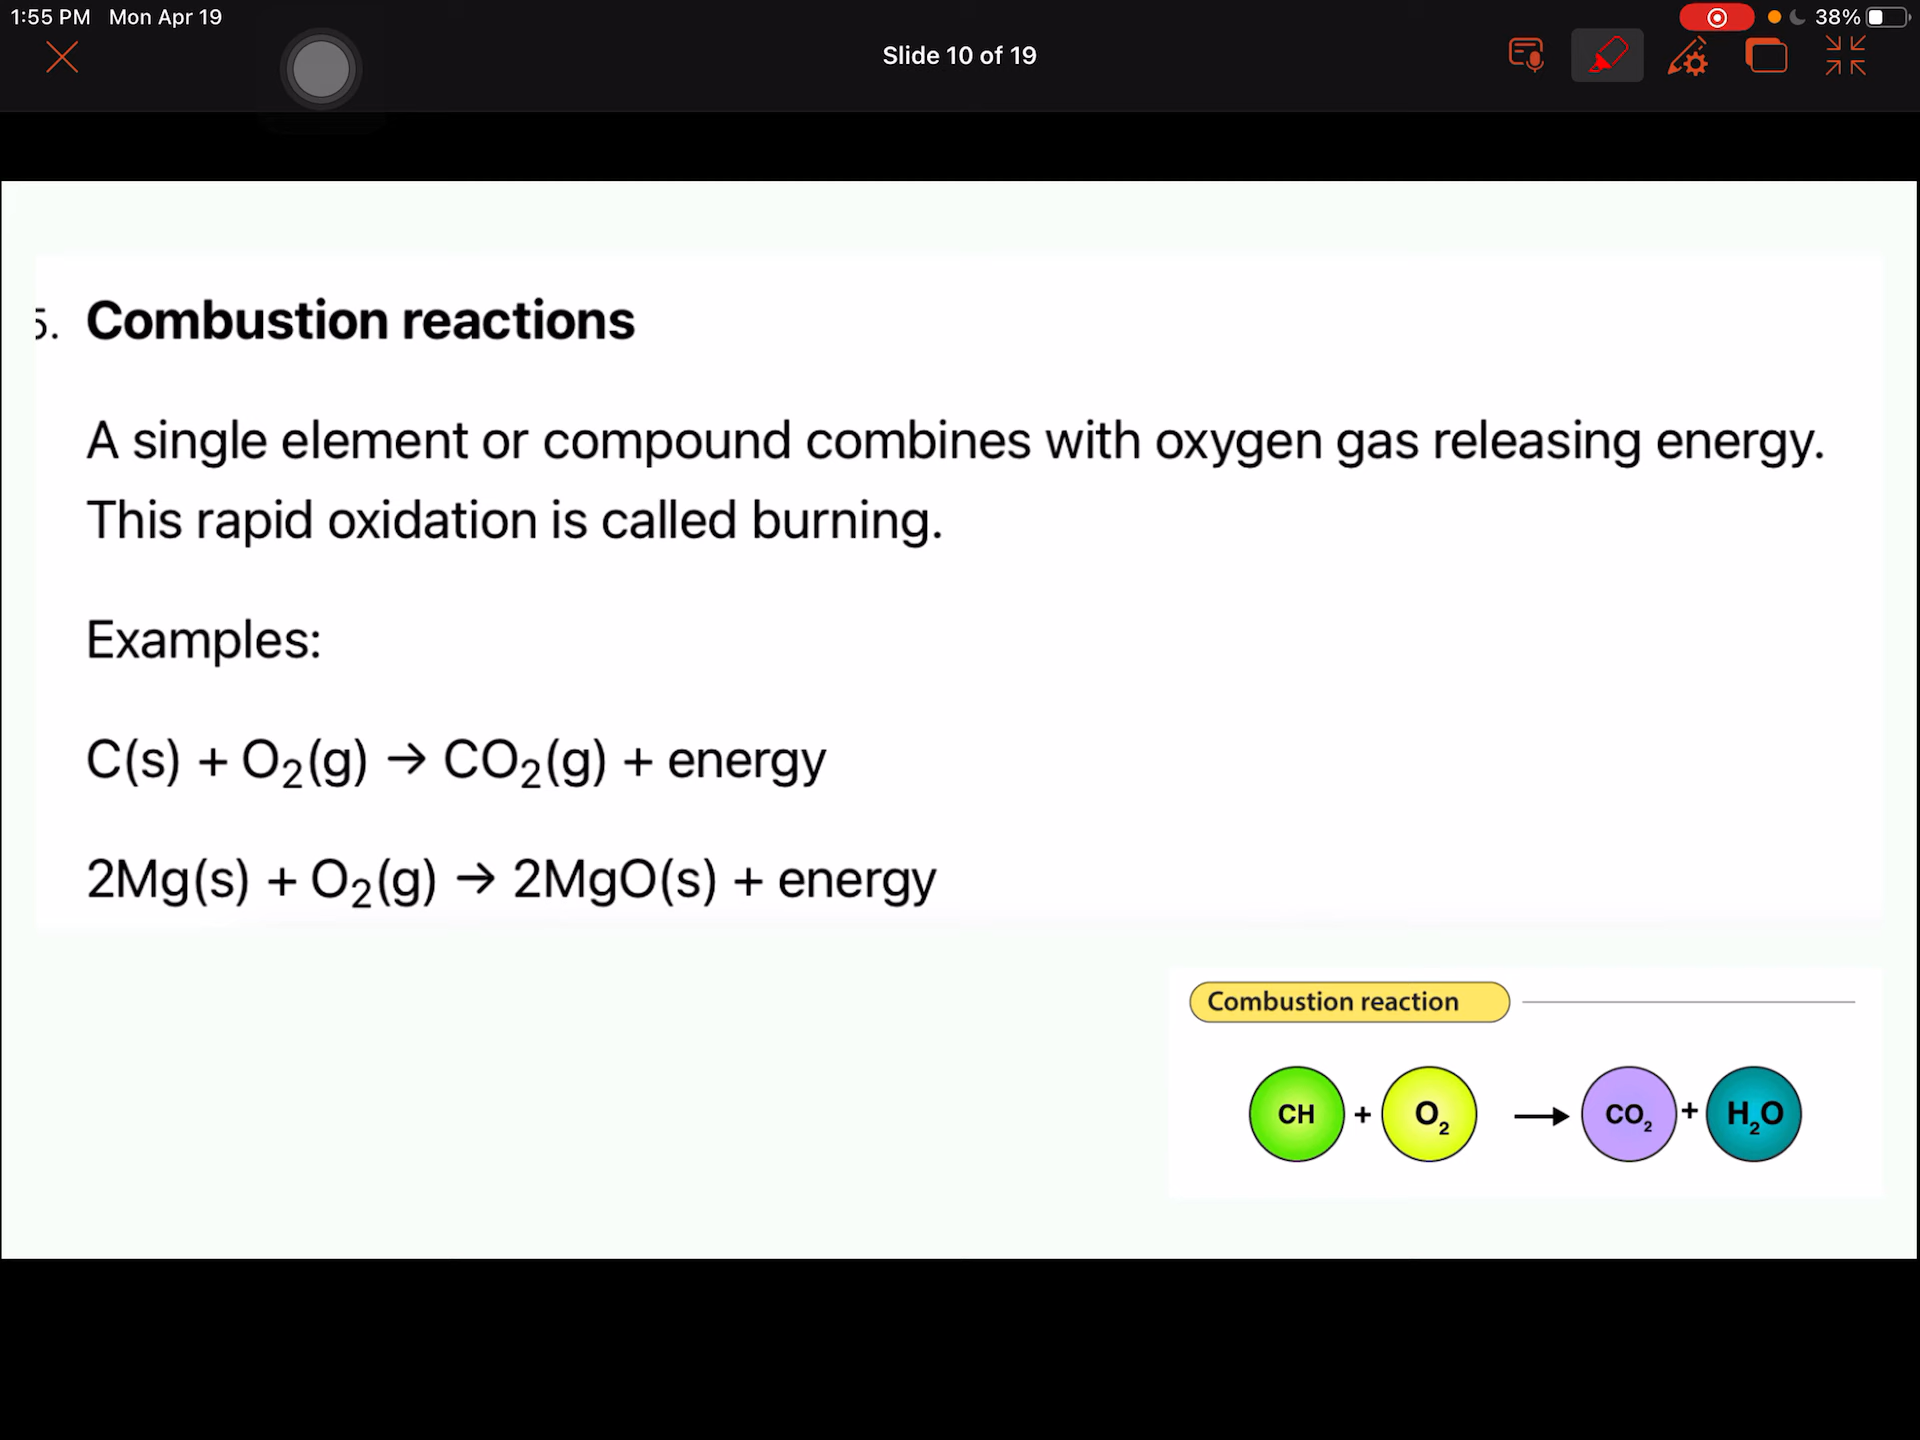 1:55 PM Mon Apr 19
38%
Slide 10 of 19
5. Combustion reactions
A single element or compound combines with oxygen gas releasing energy.
This rapid oxidation is called burning.
Examples:
C(s) + O₂(g) → CO₂(g) + energy
2Mg(s) + O₂(g) → 2MgO(s) + energy
Combustion reaction
CH + O₂ → CO₂ + H₂O